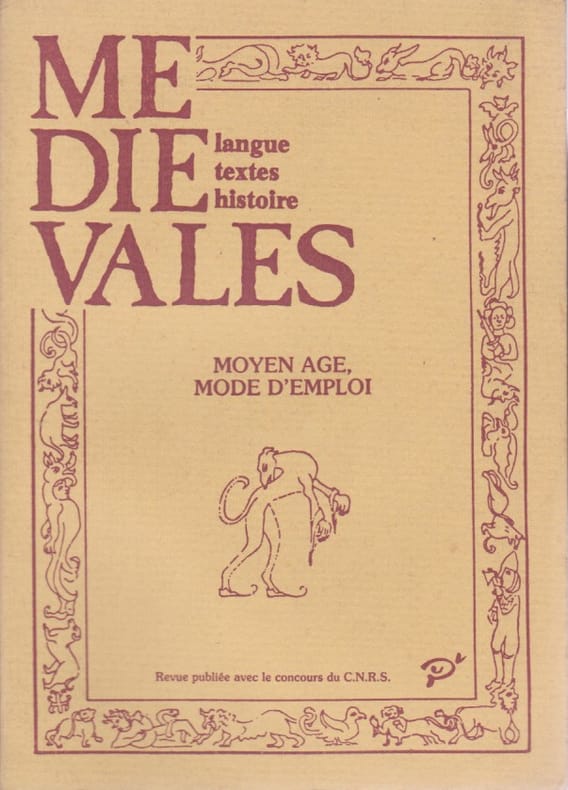 ME
DIE
VALES
langue
textes
histoire
MOYEN AGE,
MODE D'EMPLOI
Revue publiée avec le concours du C.N.R.S.